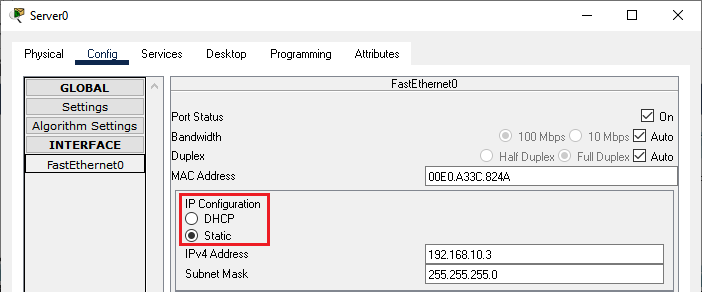 Server0
Physical Config Services Desktop Programming Attributes
GLOBAL
Settings
Algorithm Settings
INTERFACE
FastEthernet0
FastEthernet0
Port Status On
Bandwidth 100 Mbps 10 Mbps Auto
Duplex Half Duplex Full Duplex Auto
MAC Address 00E0.A33C.824A
IP Configuration
DHCP
Static
IPv4 Address 192.168.10.3
Subnet Mask 255.255.255.0